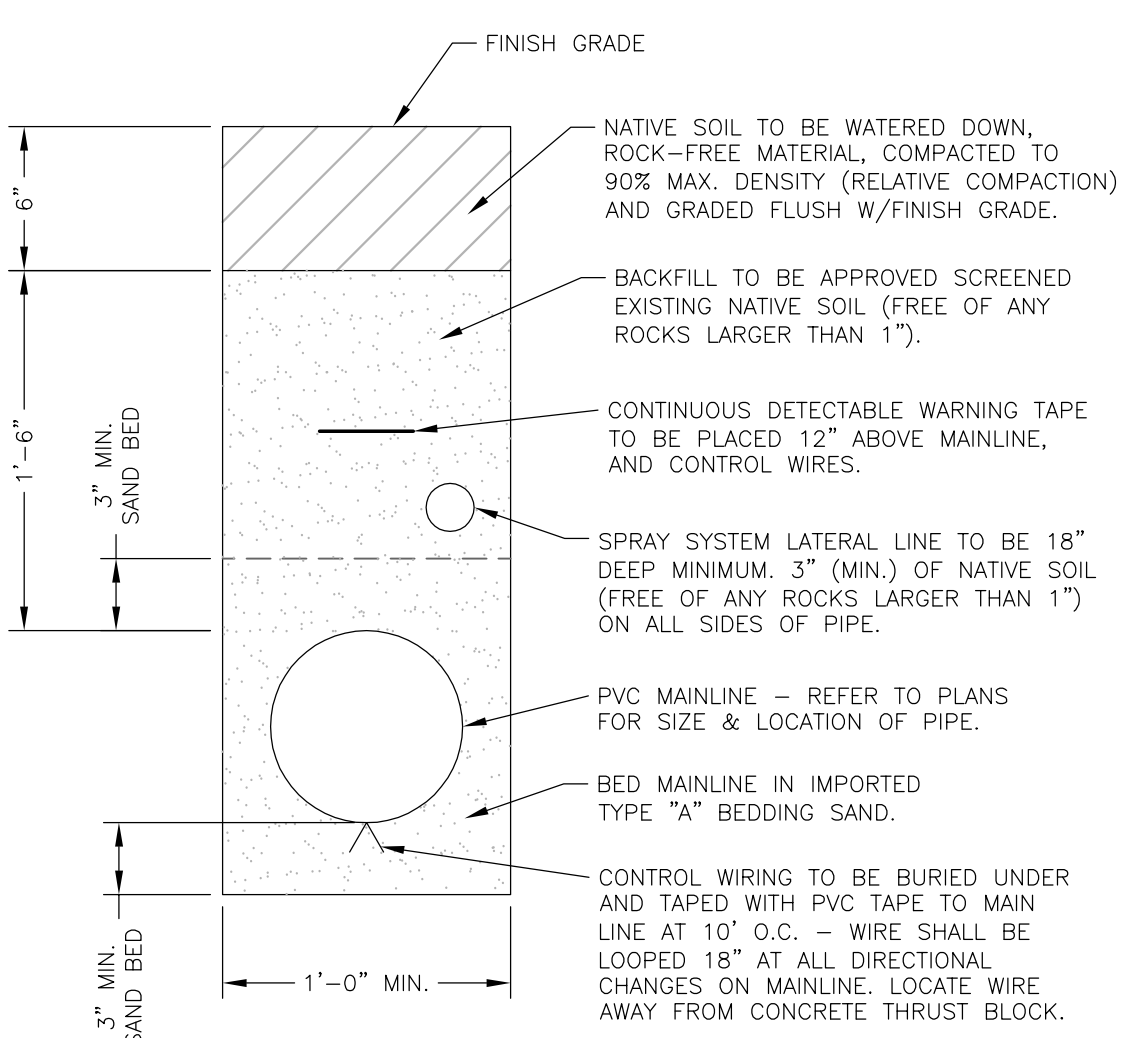 FINISH GRADE
NATIVE SOIL TO BE WATERED DOWN,
ROCK-FREE MATERIAL, COMPACTED TO
90% MAX. DENSITY (RELATIVE COMPACTION)
AND GRADED FLUSH W/FINISH GRADE.
6"
BACKFILL TO BE APPROVED SCREENED
EXISTING NATIVE SOIL (FREE OF ANY
ROCKS LARGER THAN 1").
1'-6"
3" MIN.
SAND BED
CONTINUOUS DETECTABLE WARNING TAPE
TO BE PLACED 12" ABOVE MAINLINE,
AND CONTROL WIRES.
SPRAY SYSTEM LATERAL LINE TO BE 18"
DEEP MINIMUM. 3" (MIN.) OF NATIVE SOIL
(FREE OF ANY ROCKS LARGER THAN 1")
ON ALL SIDES OF PIPE.
PVC MAINLINE – REFER TO PLANS
FOR SIZE & LOCATION OF PIPE.
BED MAINLINE IN IMPORTED
TYPE "A" BEDDING SAND.
CONTROL WIRING TO BE BURIED UNDER
AND TAPED WITH PVC TAPE TO MAIN
LINE AT 10' O.C. – WIRE SHALL BE
LOOPED 18" AT ALL DIRECTIONAL
CHANGES ON MAINLINE. LOCATE WIRE
AWAY FROM CONCRETE THRUST BLOCK.
3" MIN.
SAND BED
1'-0" MIN.